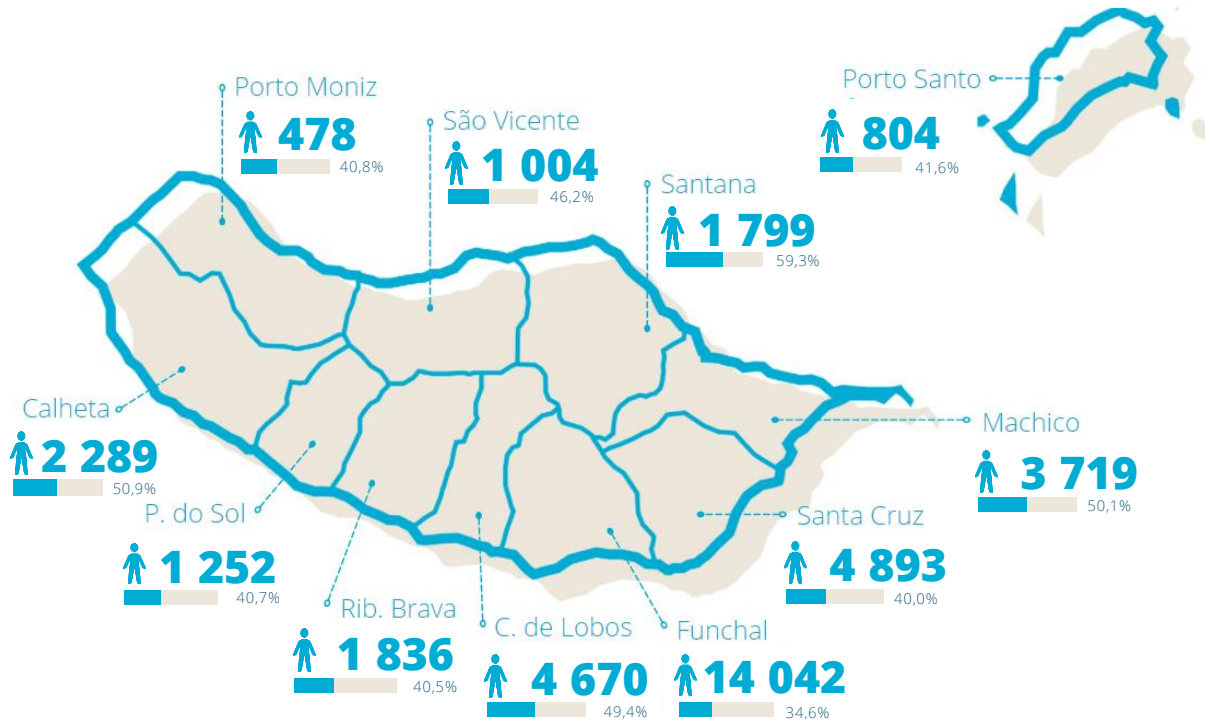 Porto Moniz
478
40,8%
São Vicente
1 004
46,2%
Santana
1 799
59,3%
Porto Santo
804
41,6%
Calheta
2 289
50,9%
P. do Sol
1 252
40,7%
Rib. Brava
1 836
40,5%
C. de Lobos
4 670
49,4%
Funchal
14 042
34,6%
Santa Cruz
4 893
40,0%
Machico
3 719
50,1%